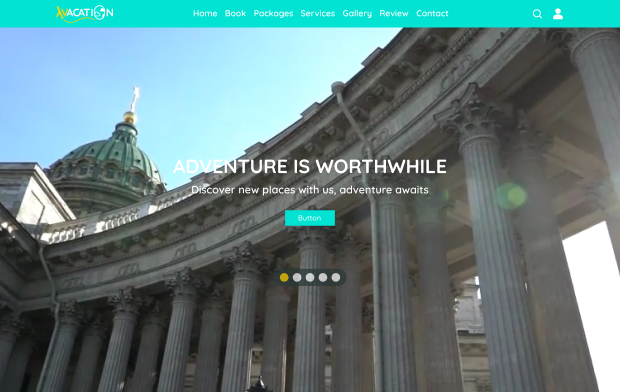 VACATION
Home Book Packages Services Gallery Review Contact
ADVENTURE IS WORTHWHILE
Discover new places with us, adventure awaits
Button